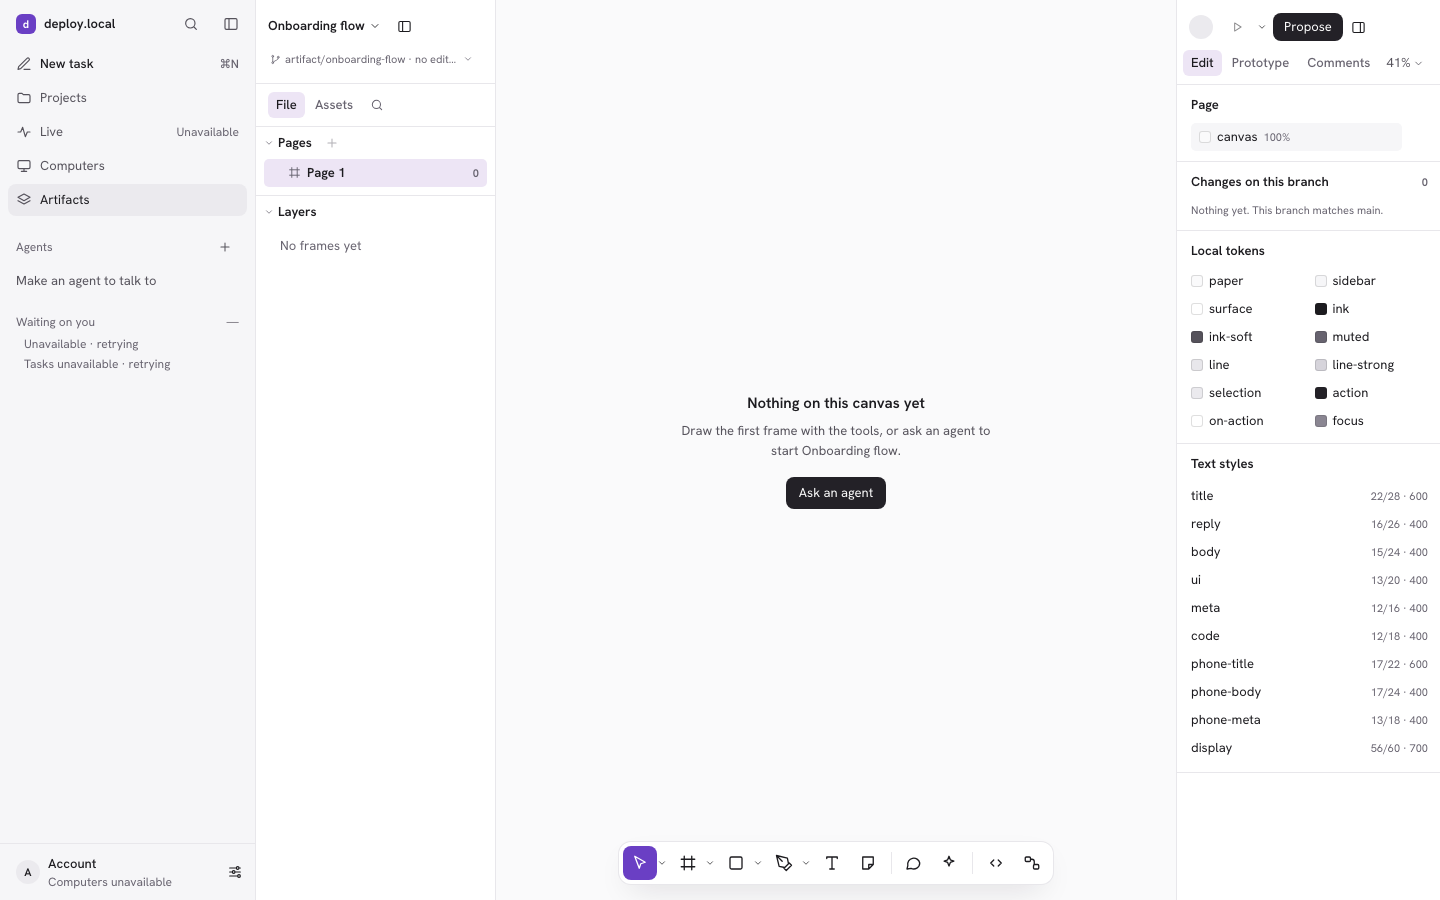 d deploy.local
New task ⌘N
Projects
Live Unavailable
Computers
Artifacts
Agents
Make an agent to talk to
Waiting on you
Unavailable · retrying
Tasks unavailable · retrying
A Account
Computers unavailable
Onboarding flow
artifact/onboarding-flow · no edit...
File Assets
Pages
Page 1 0
Layers
No frames yet
Nothing on this canvas yet
Draw the first frame with the tools, or ask an agent to
start Onboarding flow.
Ask an agent
Propose
Edit Prototype Comments 41%
Page
canvas 100%
Changes on this branch 0
Nothing yet. This branch matches main.
Local tokens
paper sidebar
surface ink
ink-soft muted
line line-strong
selection action
on-action focus
Text styles
title 22/28 · 600
reply 16/26 · 400
body 15/24 · 400
ui 13/20 · 400
meta 12/16 · 400
code 12/18 · 400
phone-title 17/22 · 600
phone-body 17/24 · 400
phone-meta 13/18 · 400
display 56/60 · 700